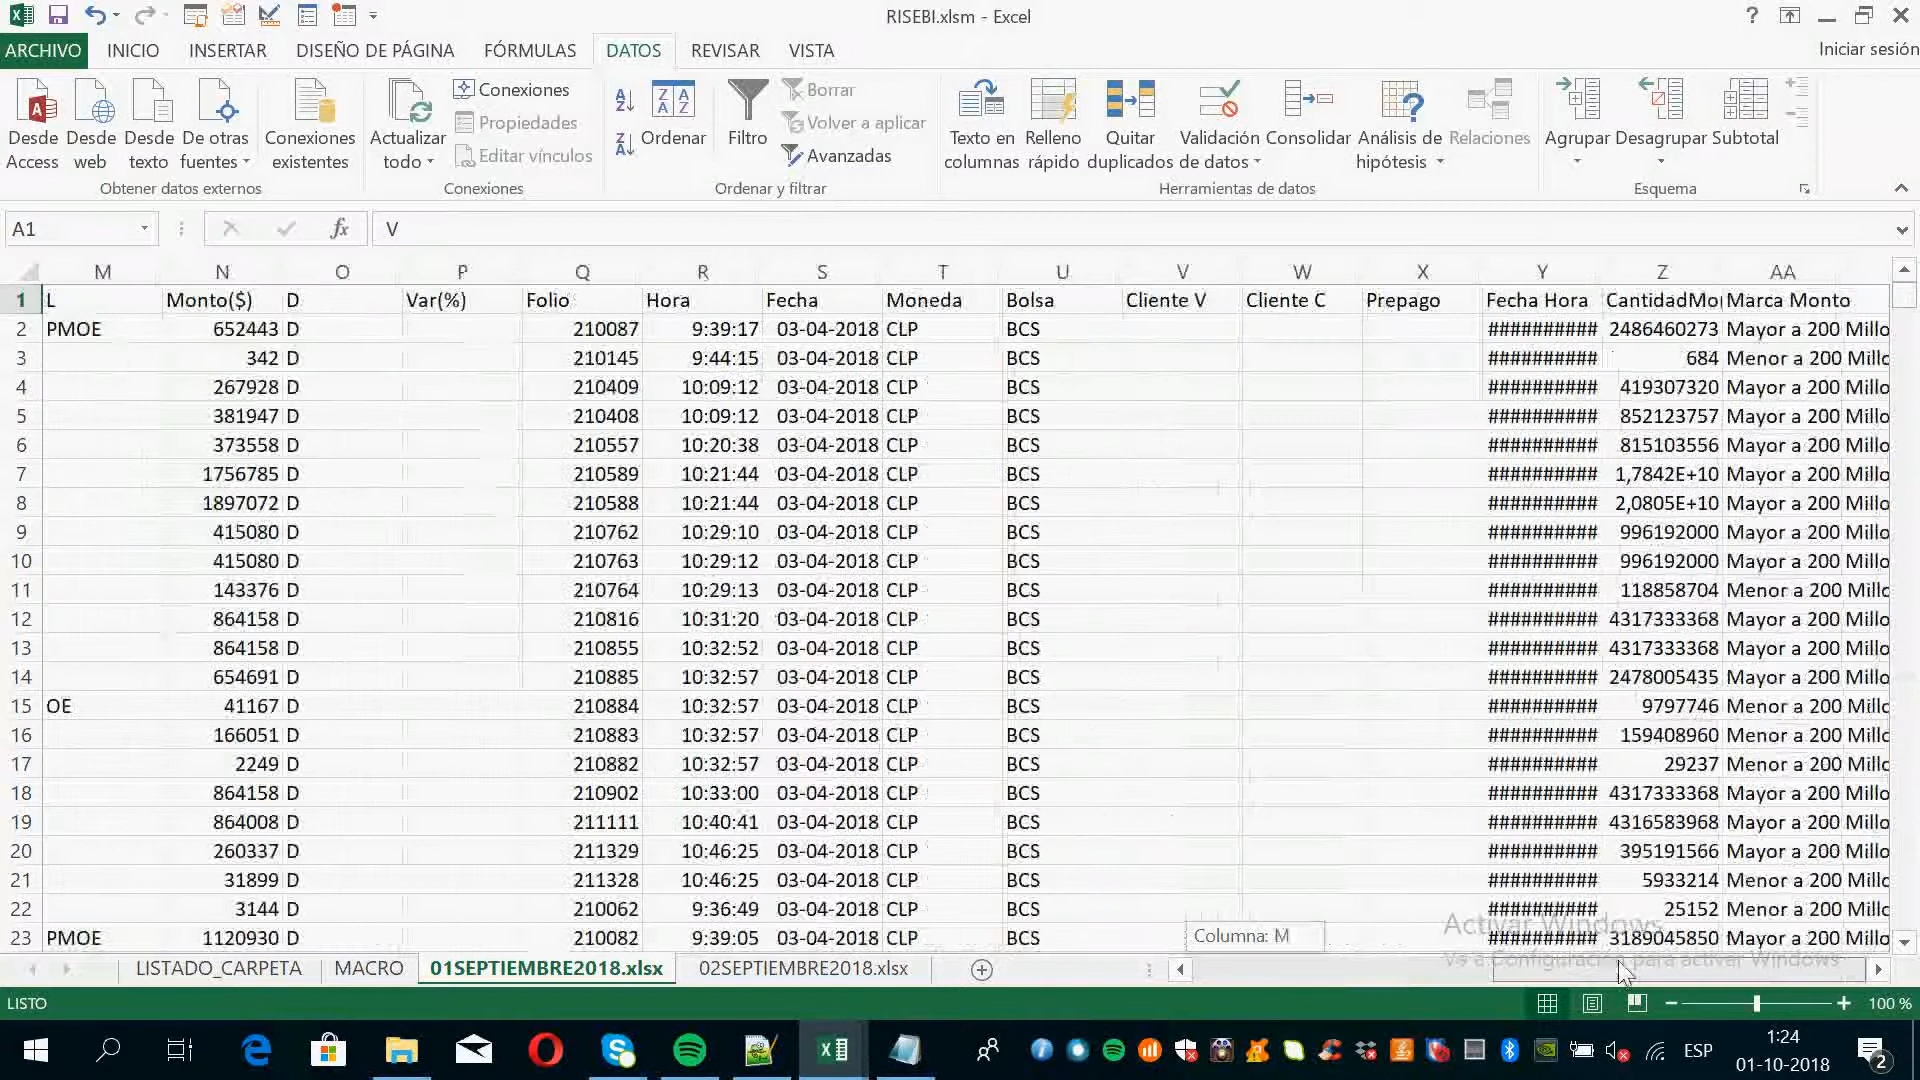 RISEBI.xlsm - Excel
?
ARCHIVO INICIO INSERTAR DISEÑO DE PÁGINA FÓRMULAS DATOS REVISAR VISTA Iniciar sesión
Desde Access
Desde web
Desde texto
De otras fuentes
Conexiones existentes
Obtener datos externos
Actualizar todo
Conexiones
Propiedades
Editar vínculos
Conexiones
Ordenar
Filtro
Borrar
Volver a aplicar
Avanzadas
Ordenar y filtrar
Texto en columnas
Relleno rápido
Quitar duplicados
Validación de datos
Consolidar
Análisis de hipótesis
Relaciones
Herramientas de datos
Agrupar
Desagrupar
Subtotal
Esquema
A1 fx V
M N O P Q R S T U V W X Y Z AA
1 L Monto($) D Var(%) Folio Hora Fecha Moneda Bolsa Cliente V Cliente C Prepago Fecha Hora CantidadMo Marca Monto
2 PMOE 652443 D 210087 9:39:17 03-04-2018 CLP BCS ########## 2486460273 Mayor a 200 Millo
3 342 D 210145 9:44:15 03-04-2018 CLP BCS ########## 684 Menor a 200 Millo
4 267928 D 210409 10:09:12 03-04-2018 CLP BCS ########## 419307320 Mayor a 200 Millo
5 381947 D 210408 10:09:12 03-04-2018 CLP BCS ########## 852123757 Mayor a 200 Millo
6 373558 D 210557 10:20:38 03-04-2018 CLP BCS ########## 815103556 Mayor a 200 Millo
7 1756785 D 210589 10:21:44 03-04-2018 CLP BCS ########## 1,7842E+10 Mayor a 200 Millo
8 1897072 D 210588 10:21:44 03-04-2018 CLP BCS ########## 2,0805E+10 Mayor a 200 Millo
9 415080 D 210762 10:29:10 03-04-2018 CLP BCS ########## 996192000 Mayor a 200 Millo
10 415080 D 210763 10:29:12 03-04-2018 CLP BCS ########## 996192000 Mayor a 200 Millo
11 143376 D 210764 10:29:13 03-04-2018 CLP BCS ########## 118858704 Menor a 200 Millo
12 864158 D 210816 10:31:20 03-04-2018 CLP BCS ########## 4317333368 Mayor a 200 Millo
13 864158 D 210855 10:32:52 03-04-2018 CLP BCS ########## 4317333368 Mayor a 200 Millo
14 654691 D 210885 10:32:57 03-04-2018 CLP BCS ########## 2478005435 Mayor a 200 Millo
15 OE 41167 D 210884 10:32:57 03-04-2018 CLP BCS ########## 9797746 Menor a 200 Millo
16 166051 D 210883 10:32:57 03-04-2018 CLP BCS ########## 159408960 Menor a 200 Millo
17 2249 D 210882 10:32:57 03-04-2018 CLP BCS ########## 29237 Menor a 200 Millo
18 864158 D 210902 10:33:00 03-04-2018 CLP BCS ########## 4317333368 Mayor a 200 Millo
19 864008 D 211111 10:40:41 03-04-2018 CLP BCS ########## 4316583968 Mayor a 200 Millo
20 260337 D 211329 10:46:25 03-04-2018 CLP BCS ########## 395191566 Mayor a 200 Millo
21 31899 D 211328 10:46:25 03-04-2018 CLP BCS ########## 5933214 Menor a 200 Millo
22 3144 D 210062 9:36:49 03-04-2018 CLP BCS ########## 25152 Menor a 200 Millo
23 PMOE 1120930 D 210082 9:39:05 03-04-2018 CLP BCS ########## 3189045850 Mayor a 200 Millo
Columna: M
Activar Windows
Ve a Configuración para activar Windows
LISTADO_CARPETA MACRO 01SEPTIEMBRE2018.xlsx 02SEPTIEMBRE2018.xlsx
LISTO 100 %
ESP
1:24
01-10-2018
2